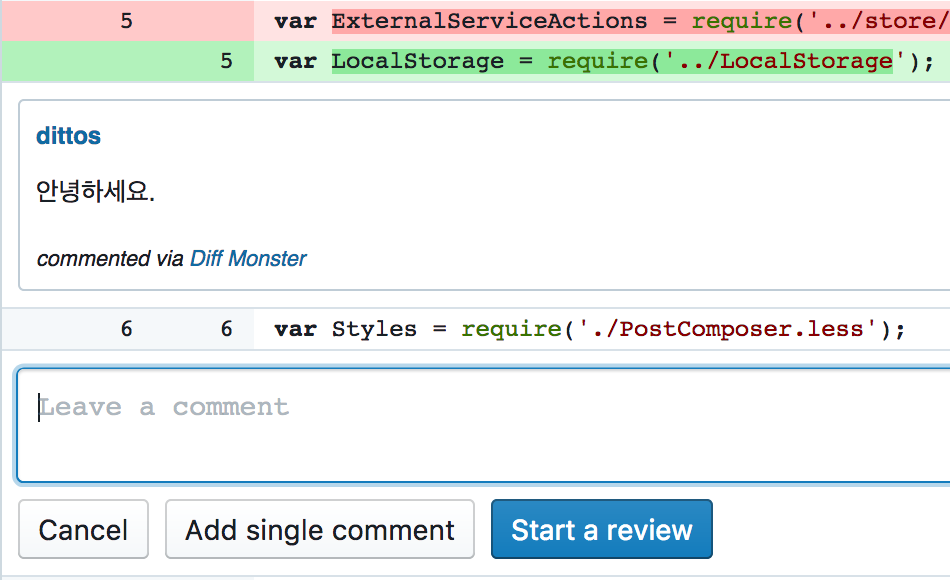 5 var ExternalServiceActions = require('../store/
5 var LocalStorage = require('../LocalStorage');
dittos
안녕하세요.
commented via Diff Monster
6 6 var Styles = require('./PostComposer.less');
Leave a comment
Cancel Add single comment Start a review